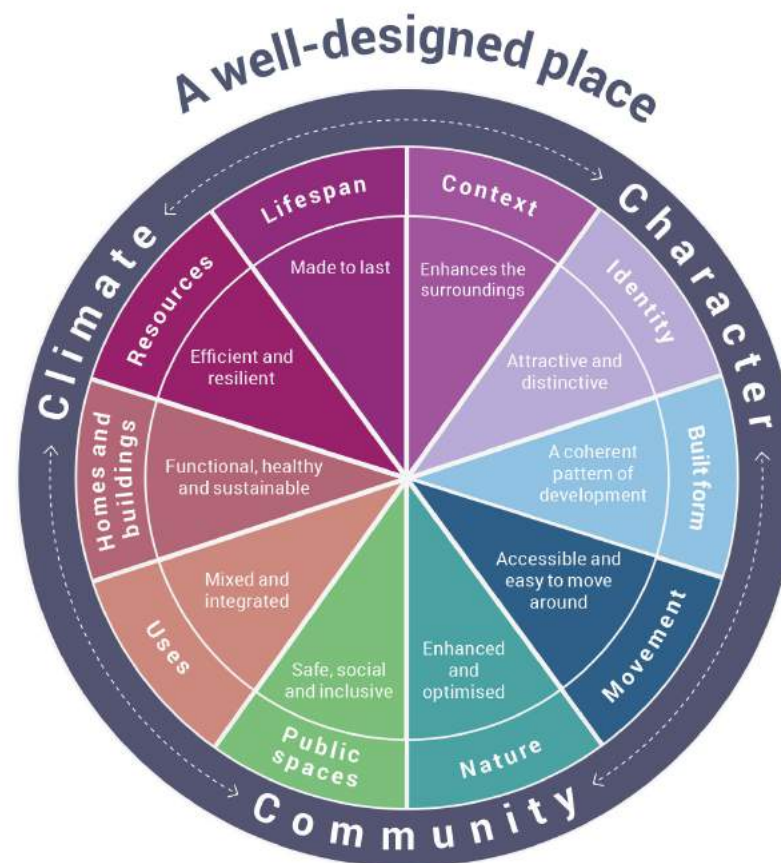 A well-designed place
Climate
Character
Community
Lifespan
Made to last
Context
Enhances the
surroundings
Identity
Attractive and
distinctive
Built form
A coherent
pattern of
development
Movement
Accessible and
easy to move
around
Nature
Enhanced
and
optimised
Public
spaces
Safe, social
and inclusive
Uses
Mixed and
integrated
Homes and
buildings
Functional, healthy
and sustainable
Resources
Efficient and
resilient